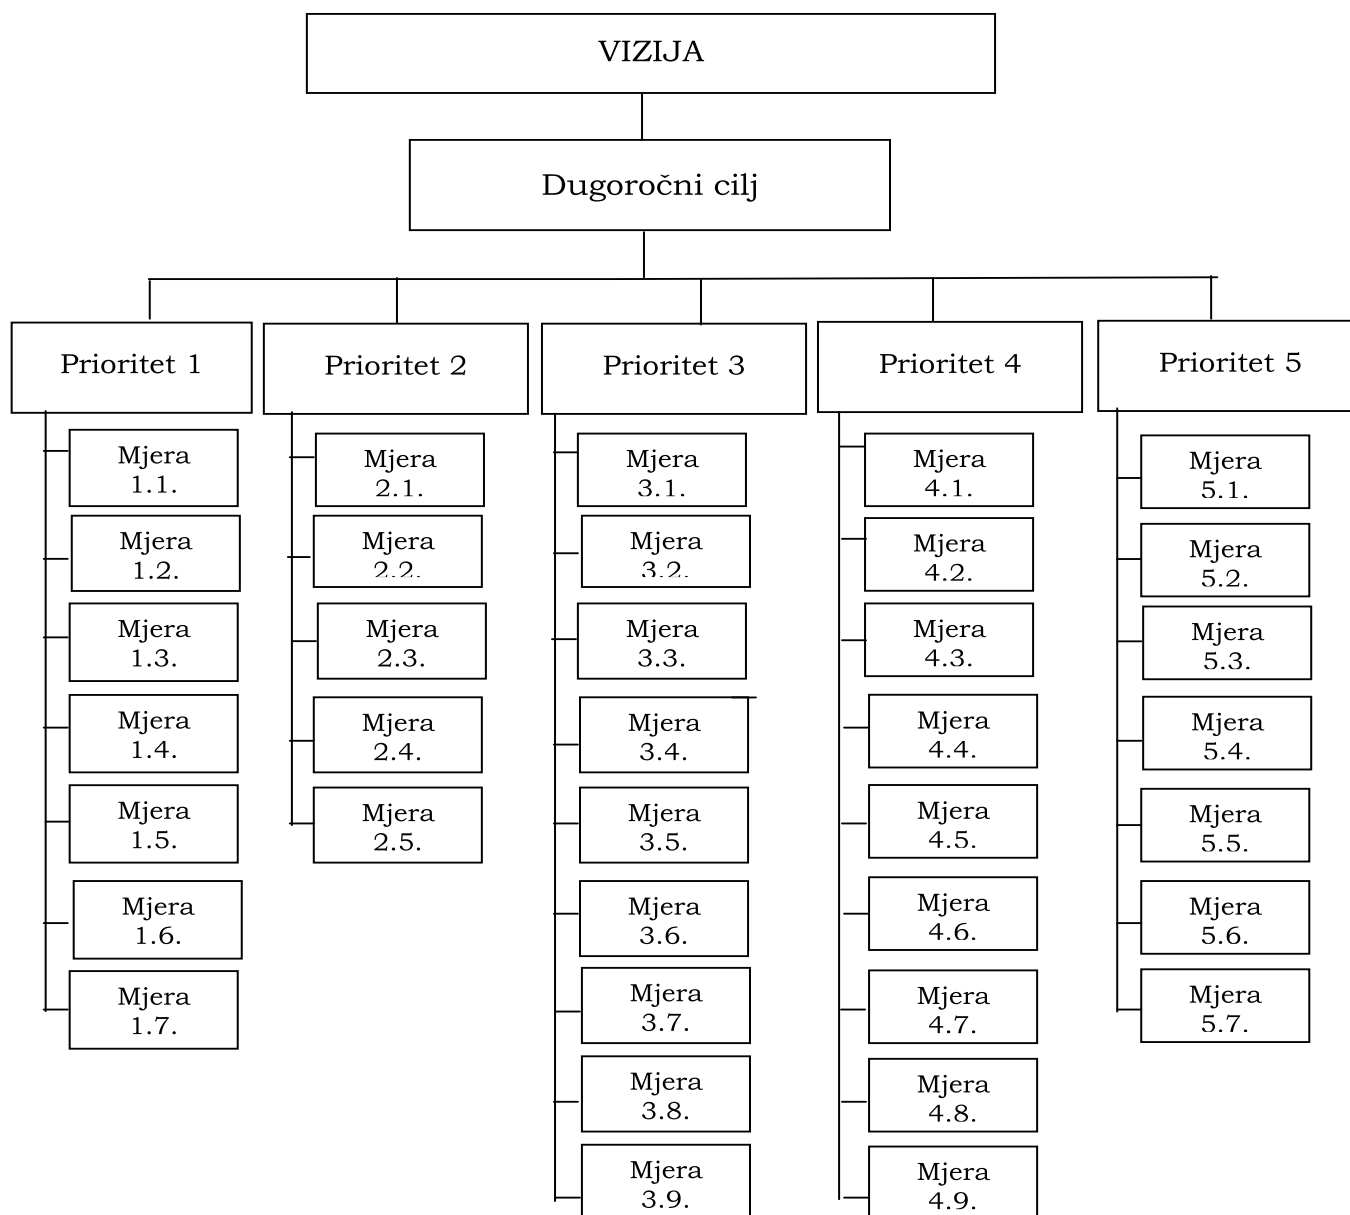 VIZIJA
Dugoročni cilj
Prioritet 1
Prioritet 2
Prioritet 3
Prioritet 4
Prioritet 5
Mjera
1.1.
Mjera
1.2.
Mjera
1.3.
Mjera
1.4.
Mjera
1.5.
Mjera
1.6.
Mjera
1.7.
Mjera
2.1.
Mjera
2.2.
Mjera
2.3.
Mjera
2.4.
Mjera
2.5.
Mjera
3.1.
Mjera
3.2.
Mjera
3.3.
Mjera
3.4.
Mjera
3.5.
Mjera
3.6.
Mjera
3.7.
Mjera
3.8.
Mjera
3.9.
Mjera
4.1.
Mjera
4.2.
Mjera
4.3.
Mjera
4.4.
Mjera
4.5.
Mjera
4.6.
Mjera
4.7.
Mjera
4.8.
Mjera
4.9.
Mjera
5.1.
Mjera
5.2.
Mjera
5.3.
Mjera
5.4.
Mjera
5.5.
Mjera
5.6.
Mjera
5.7.